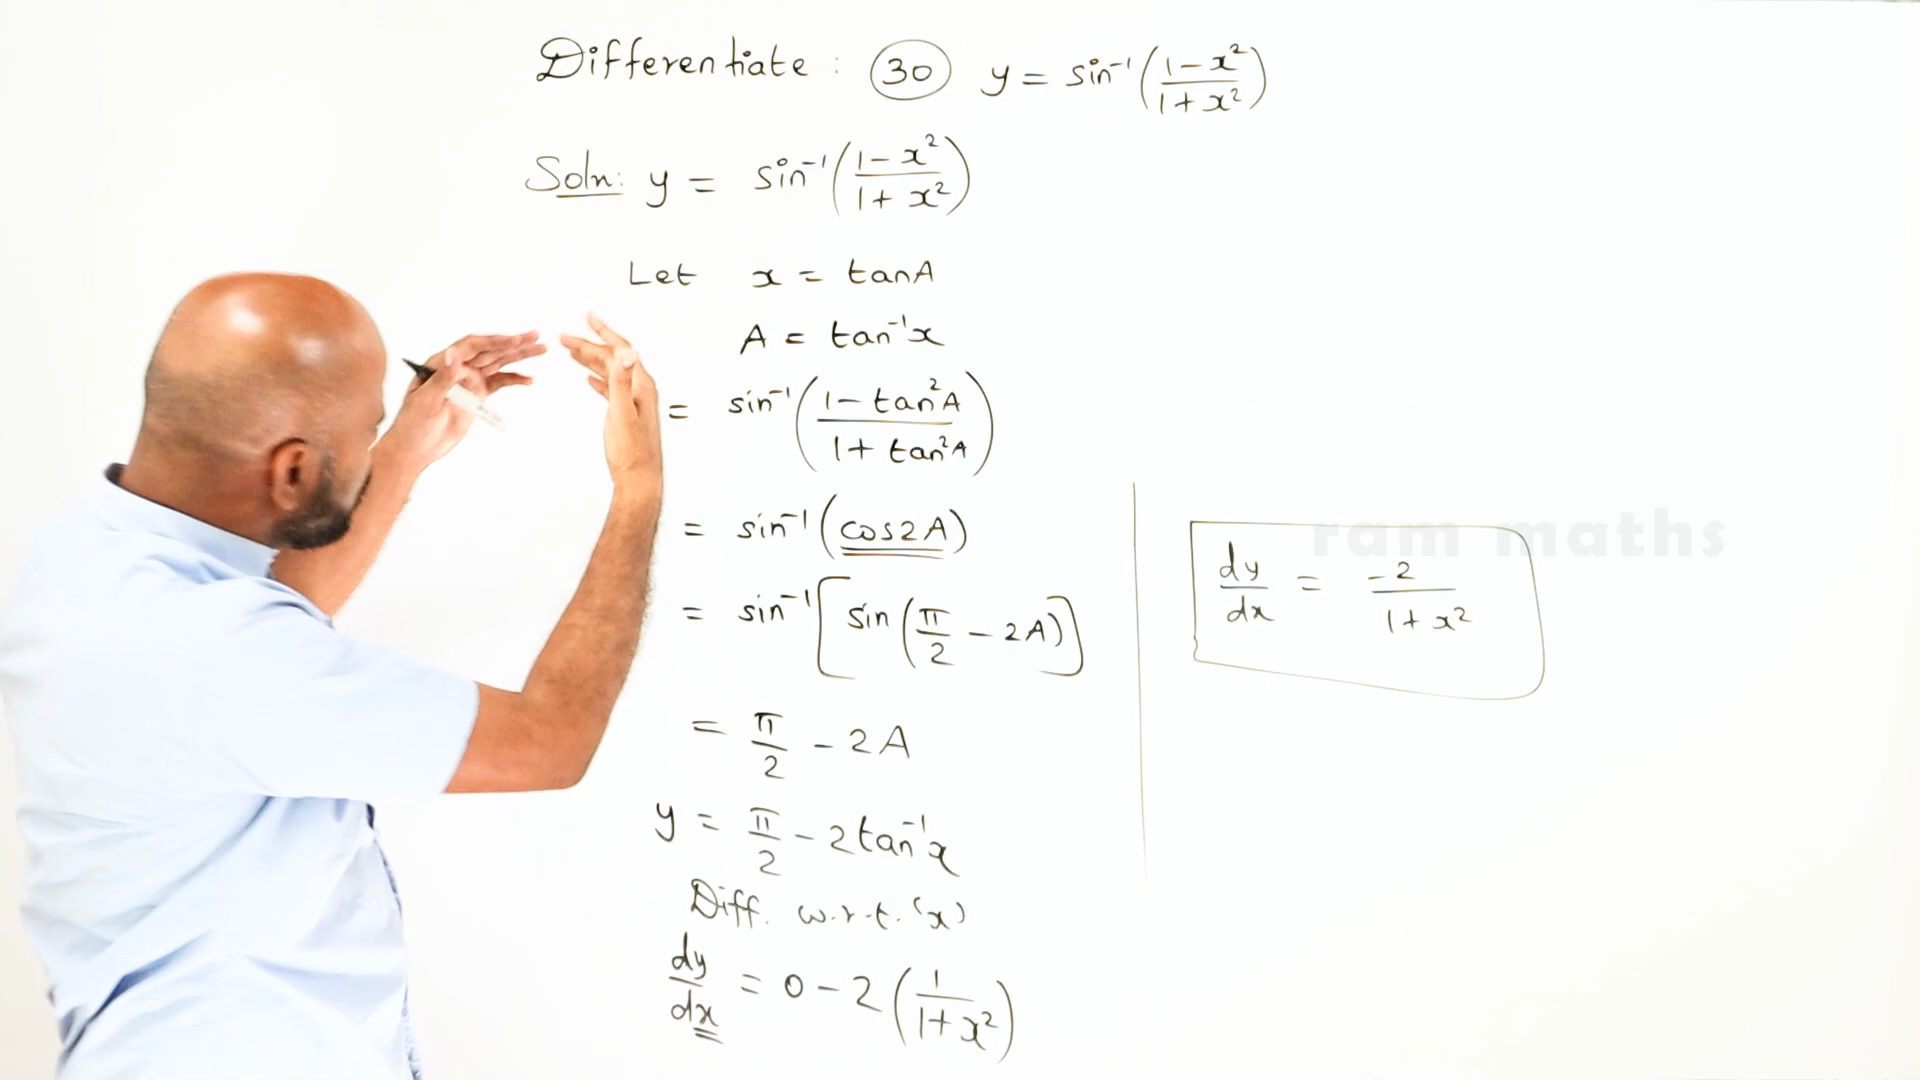 Differentiate : 30 y = sin⁻¹((1-x²)/(1+x²))
Soln: y = sin⁻¹((1-x²)/(1+x²))
Let x = tanA
A = tan⁻¹x
= sin⁻¹((1-tan²A)/(1+tan²A))
= sin⁻¹(cos2A)
= sin⁻¹[sin(π/2 - 2A)]
= π/2 - 2A
y = π/2 - 2tan⁻¹x
Diff. w.r.t. (x)
dy/dx = 0 - 2(1/(1+x²))
ram maths
dy/dx = -2/(1+x²)